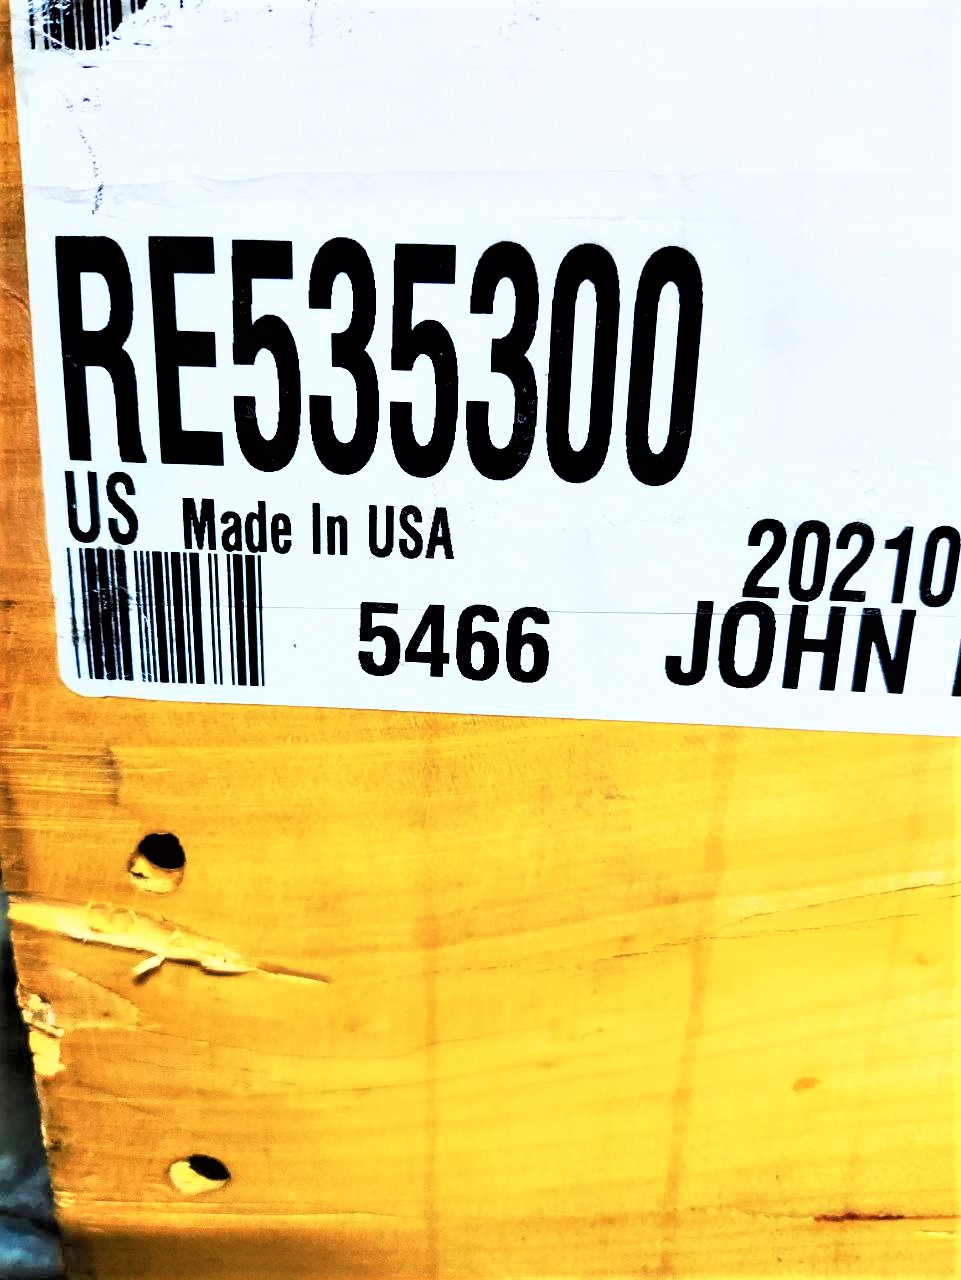 RE535300
US Made In USA
20210
5466 JOHN